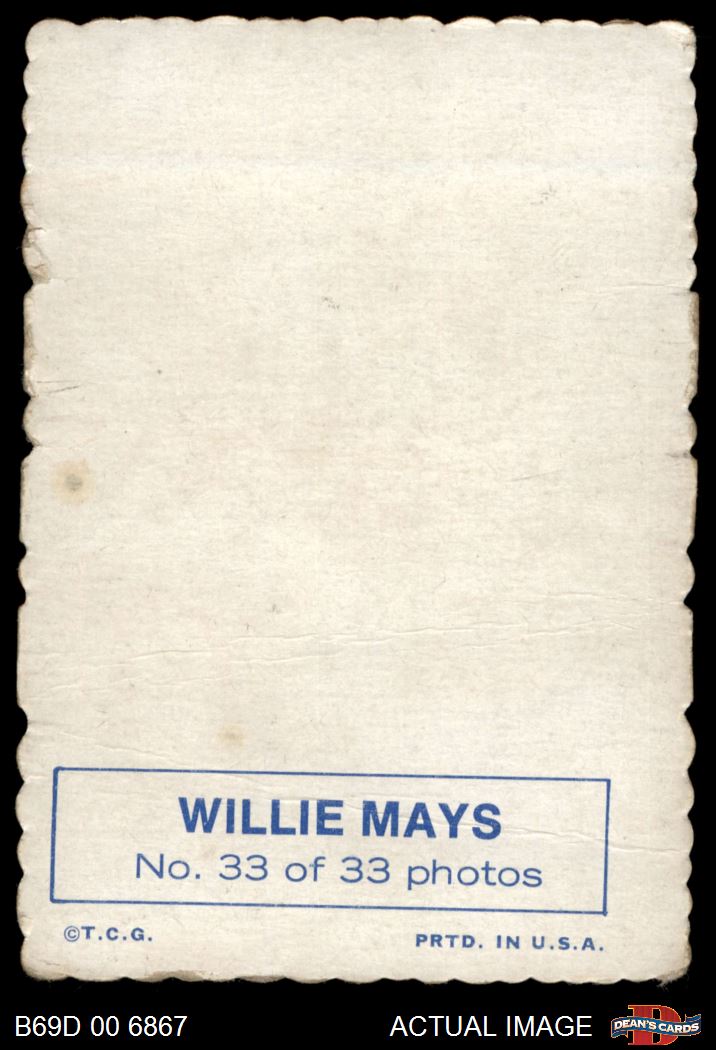 WILLIE MAYS
No. 33 of 33 photos
©T.C.G.
PRTD. IN U.S.A.
B69D 00 6867
ACTUAL IMAGE
DEAN'S CARDS